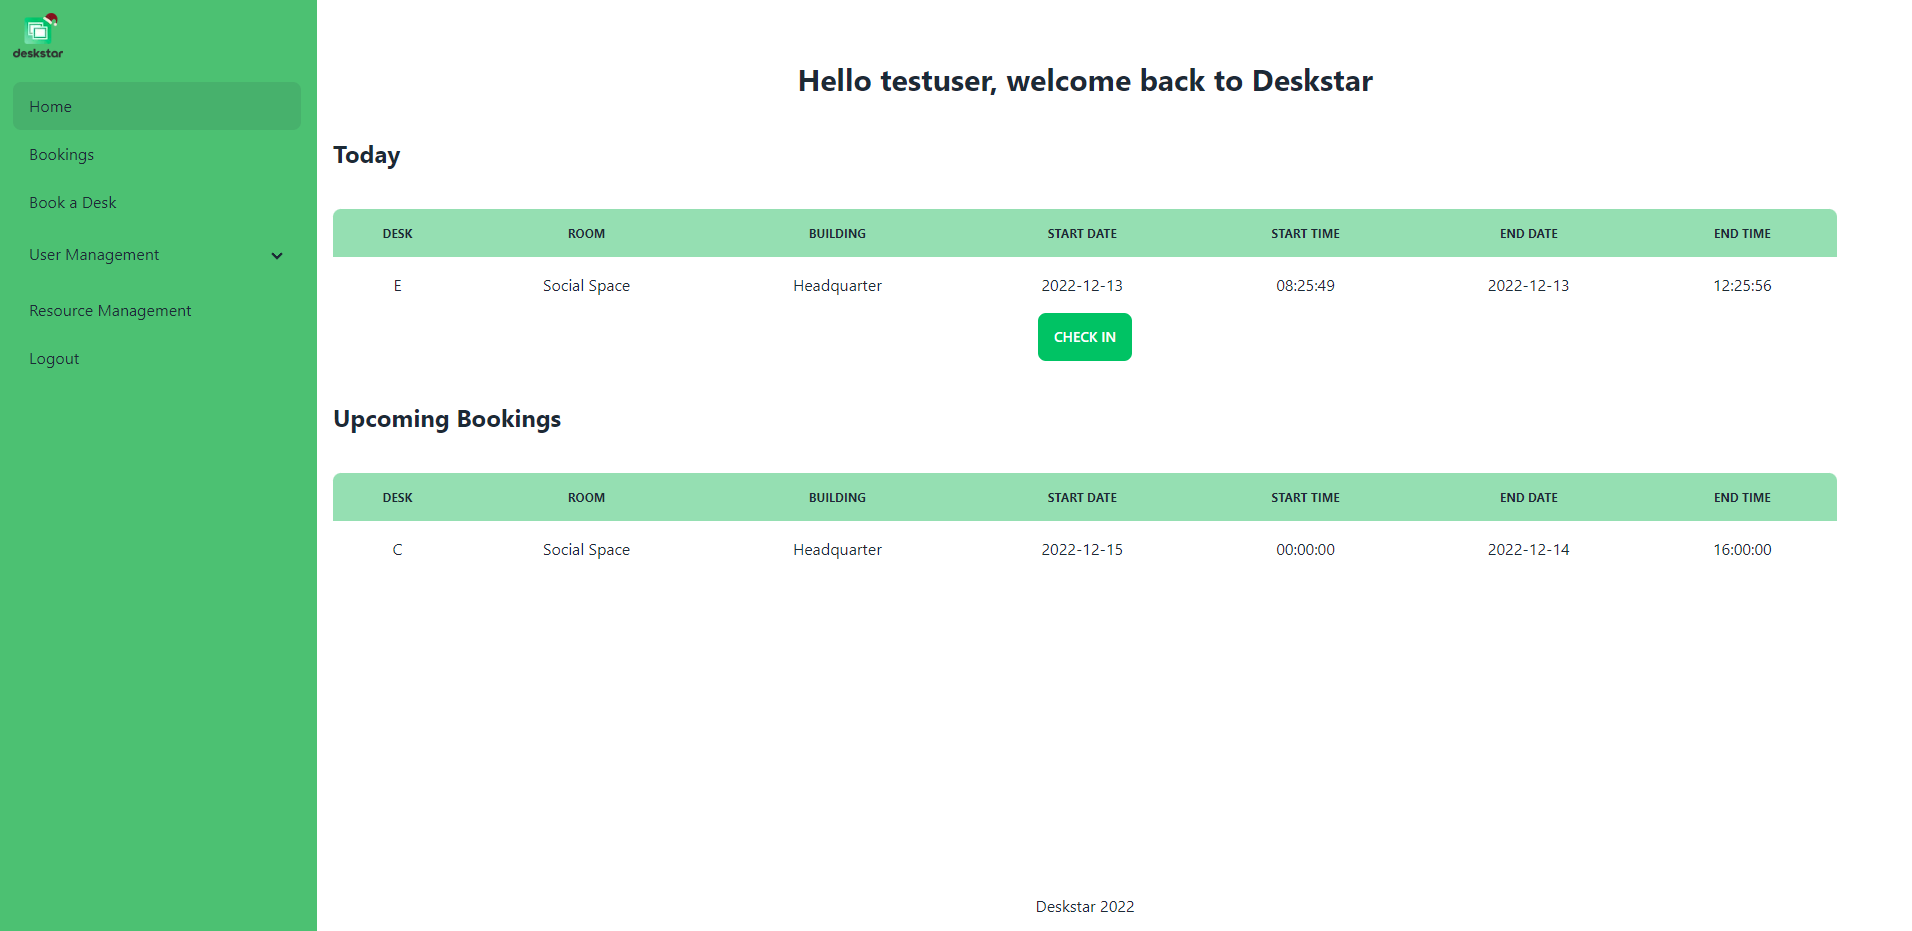 deskstar
Home
Bookings
Book a Desk
User Management
Resource Management
Logout
Hello testuser, welcome back to Deskstar
Today
DESK ROOM BUILDING START DATE START TIME END DATE END TIME
E Social Space Headquarter 2022-12-13 08:25:49 2022-12-13 12:25:56
CHECK IN
Upcoming Bookings
DESK ROOM BUILDING START DATE START TIME END DATE END TIME
C Social Space Headquarter 2022-12-15 00:00:00 2022-12-14 16:00:00
Deskstar 2022